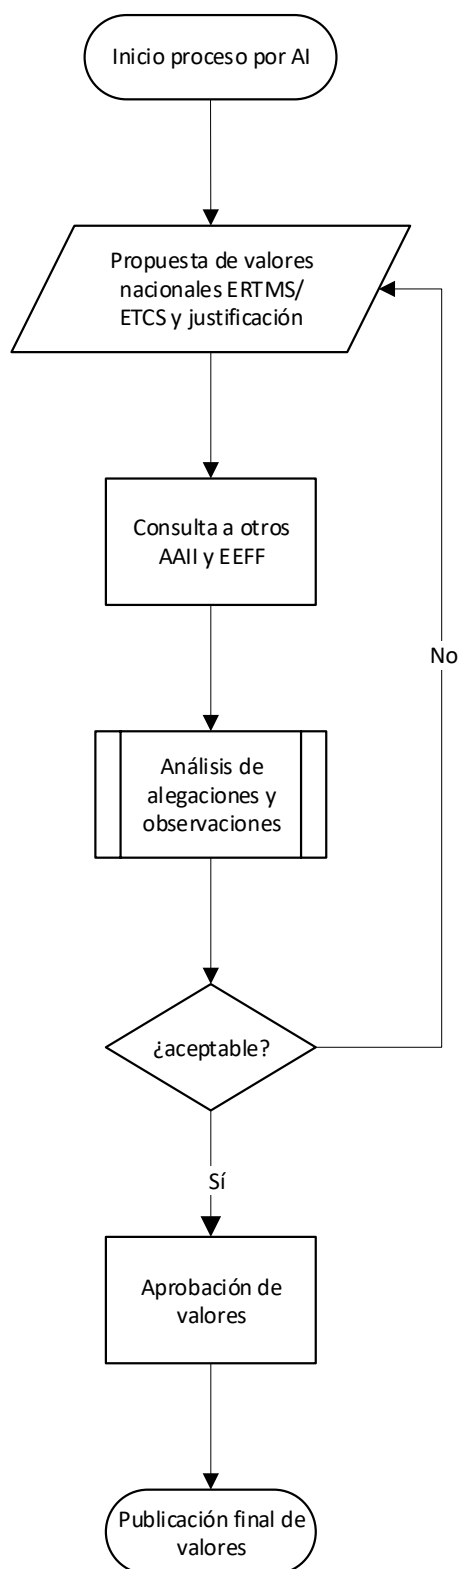 Inicio proceso por AI
Propuesta de valores
nacionales ERTMS/
ETCS y justificación
Consulta a otros
AAII y EEFF
Análisis de
alegaciones y
observaciones
No
¿aceptable?
Sí
Aprobación de
valores
Publicación final de
valores